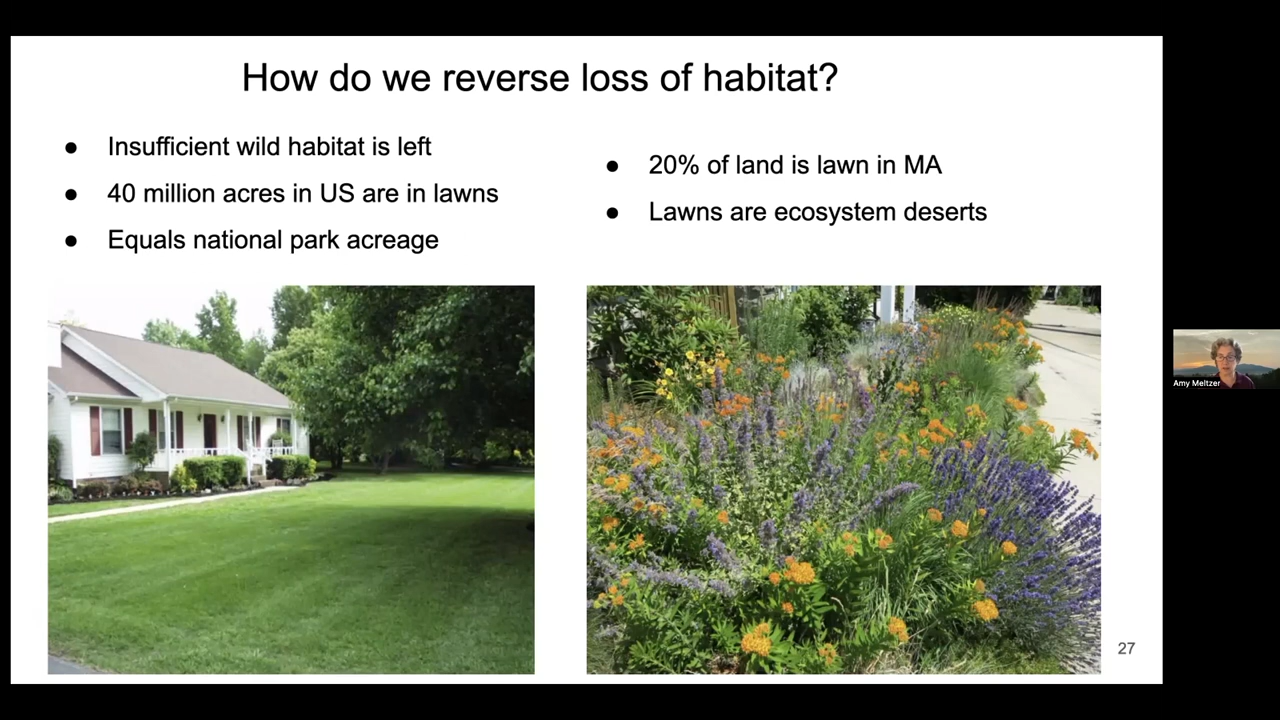 How do we reverse loss of habitat?
● Insufficient wild habitat is left
● 40 million acres in US are in lawns
● Equals national park acreage
● 20% of land is lawn in MA
● Lawns are ecosystem deserts
Amy Meltzer
27